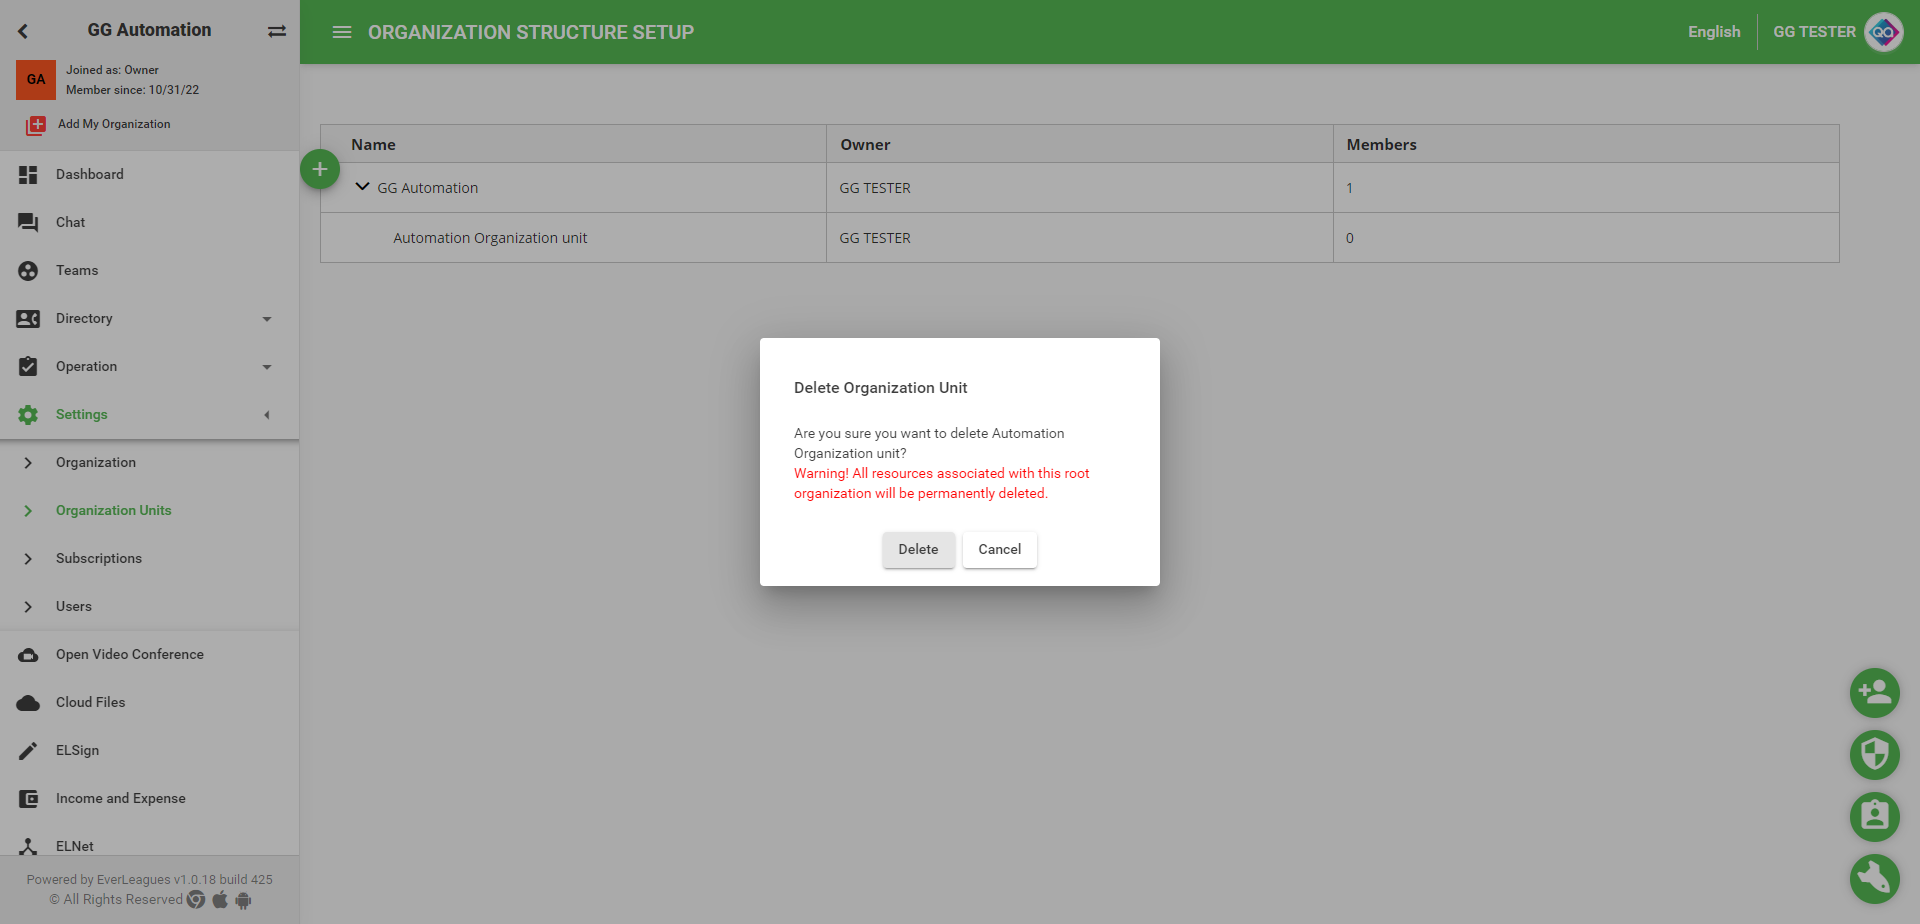 GG Automation
GA
Joined as: Owner
Member since: 10/31/22
Add My Organization
Dashboard
Chat
Teams
Directory
Operation
Settings
Organization
Organization Units
Subscriptions
Users
Open Video Conference
Cloud Files
ELSign
Income and Expense
ELNet
Powered by EverLeagues v1.0.18 build 425
© All Rights Reserved
ORGANIZATION STRUCTURE SETUP
English
GG TESTER
QA
Name Owner Members
GG Automation GG TESTER 1
Automation Organization unit GG TESTER 0
Delete Organization Unit
Are you sure you want to delete Automation
Organization unit?
Warning! All resources associated with this root
organization will be permanently deleted.
Delete Cancel